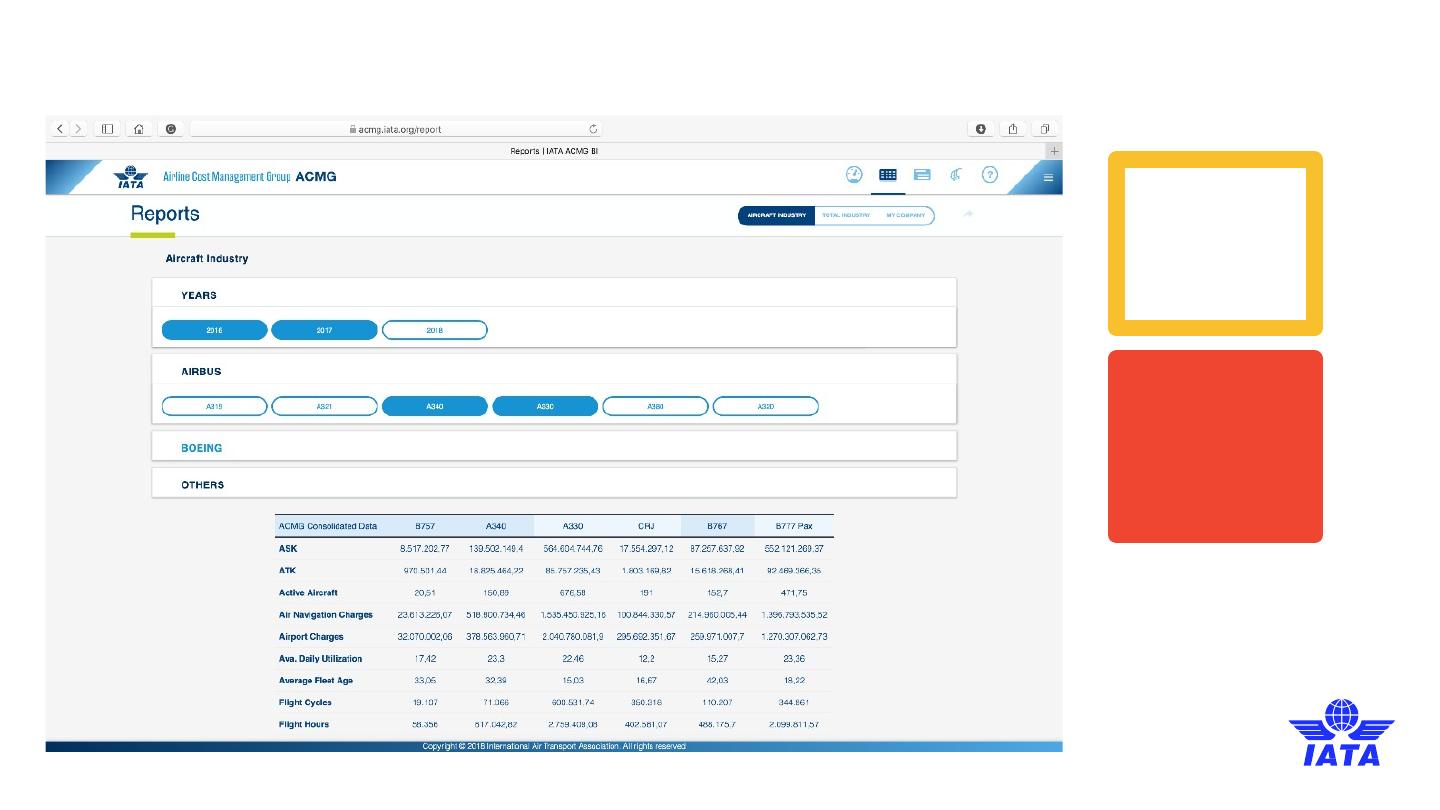 acmg.iata.org/report
Reports | IATA ACMG BI
IATA Airline Cost Management Group ACMG ?
Reports AIRCRAFT INDUSTRY TOTAL INDUSTRY MY COMPANY
Aircraft Industry
YEARS
2016 2017 2018
AIRBUS
A319 A321 A340 A330 A380 A320
BOEING
OTHERS
ACMG Consolidated Data B757 A340 A330 CRJ B767 B777 Pax
ASK 8.517.202,77 139.502.149,4 564.604.744,76 17.554.297,12 87.257.637,92 552.121.269,37
ATK 970.501,44 18.825.464,22 85.757.235,43 1.803.169,82 15.618.268,41 92.469.366,35
Active Aircraft 20,51 150,89 676,58 191 152,7 471,75
Air Navigation Charges 23.613.226,07 518.800.734,46 1.535.450.925,16 100.844.330,57 214.960.005,44 1.396.793.535,52
Airport Charges 32.070.002,06 378.563.960,71 2.040.780.081,9 295.692.351,67 259.971.007,7 1.270.307.062,73
Ava. Daily Utilization 17,42 23,3 22,46 12,2 15,27 23,36
Average Fleet Age 33,05 32,39 15,03 16,67 42,03 18,22
Flight Cycles 19.107 71.066 600.531,74 350.318 110.207 344.861
Flight Hours 58.356 617.042,82 2.759.409,08 402.561,07 488.175,7 2.099.811,57
Copyright © 2018 International Air Transport Association. All rights reserved
IATA